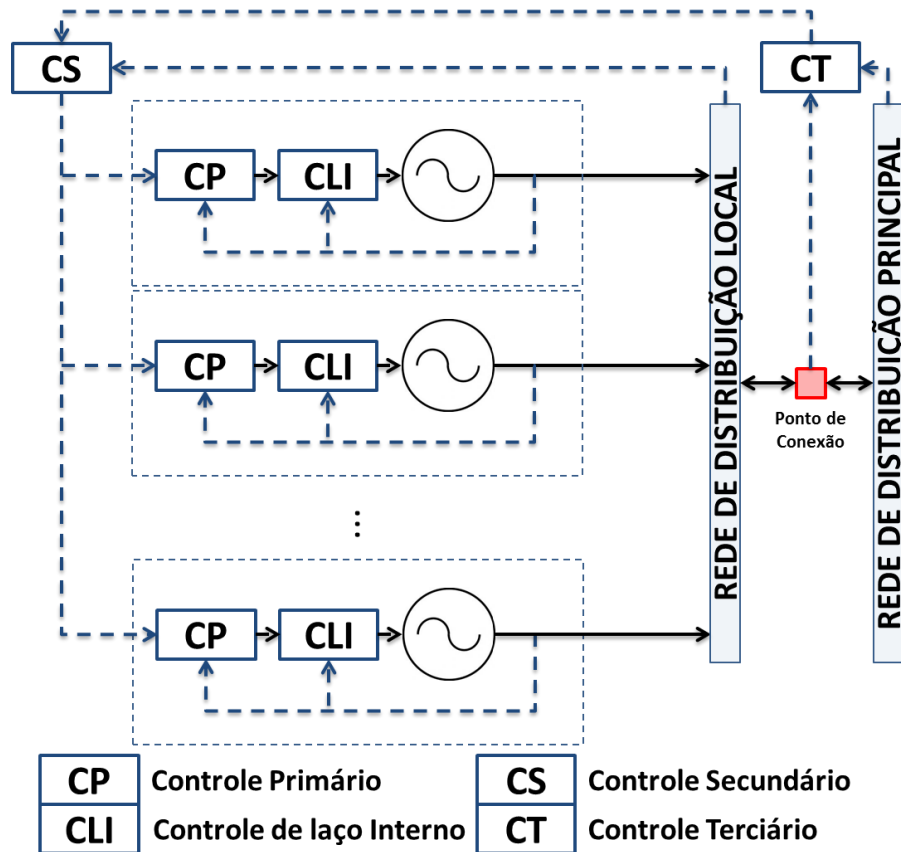 CS
CT
CP
CLI
REDE DE DISTRIBUIÇÃO LOCAL
REDE DE DISTRIBUIÇÃO PRINCIPAL
CP
CLI
Ponto de
Conexão
...
CP
CLI
CP
Controle Primário
CS
Controle Secundário
CLI
Controle de laço Interno
CT
Controle Terciário